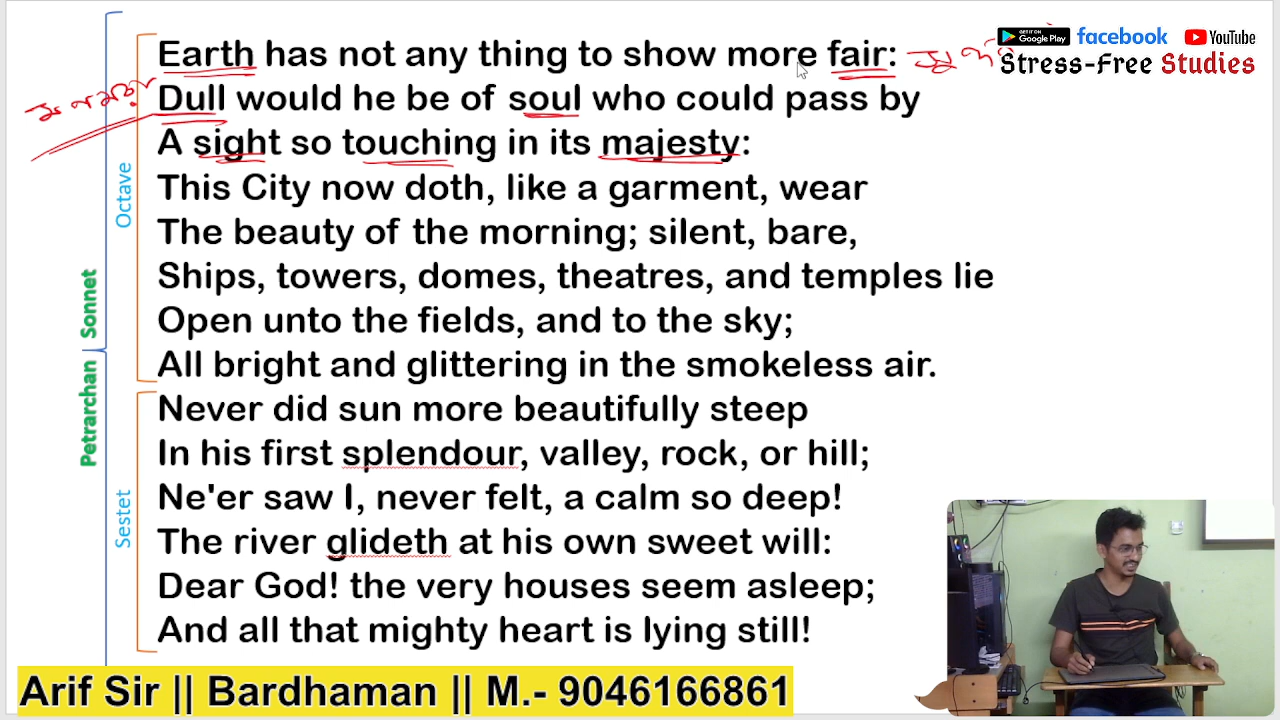 GET IT ON
Google Play
facebook
YouTube
Stress-Free Studies
Petrarchan Sonnet
Octave
Earth has not any thing to show more fair:
Dull would he be of soul who could pass by
A sight so touching in its majesty:
This City now doth, like a garment, wear
The beauty of the morning; silent, bare,
Ships, towers, domes, theatres, and temples lie
Open unto the fields, and to the sky;
All bright and glittering in the smokeless air.
Sestet
Never did sun more beautifully steep
In his first splendour, valley, rock, or hill;
Ne'er saw I, never felt, a calm so deep!
The river glideth at his own sweet will:
Dear God! the very houses seem asleep;
And all that mighty heart is lying still!
Arif Sir || Bardhaman || M.- 9046166861